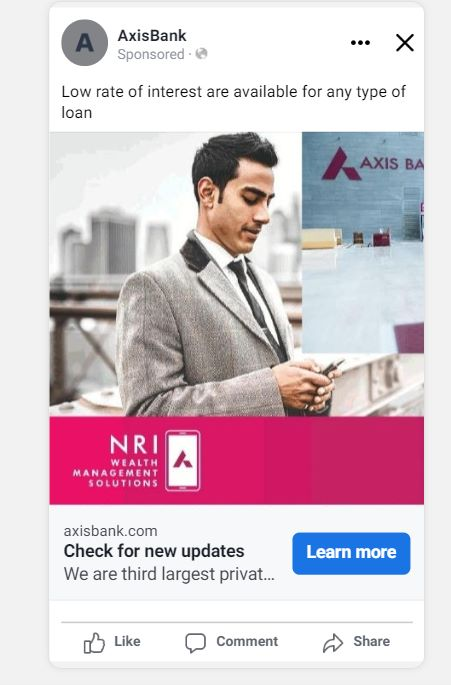 A
AxisBank
Sponsored ·
Low rate of interest are available for any type of
loan
AXIS BA
NRI
WEALTH
MANAGEMENT
SOLUTIONS
axisbank.com
Check for new updates
We are third largest privat...
Learn more
Like
Comment
Share